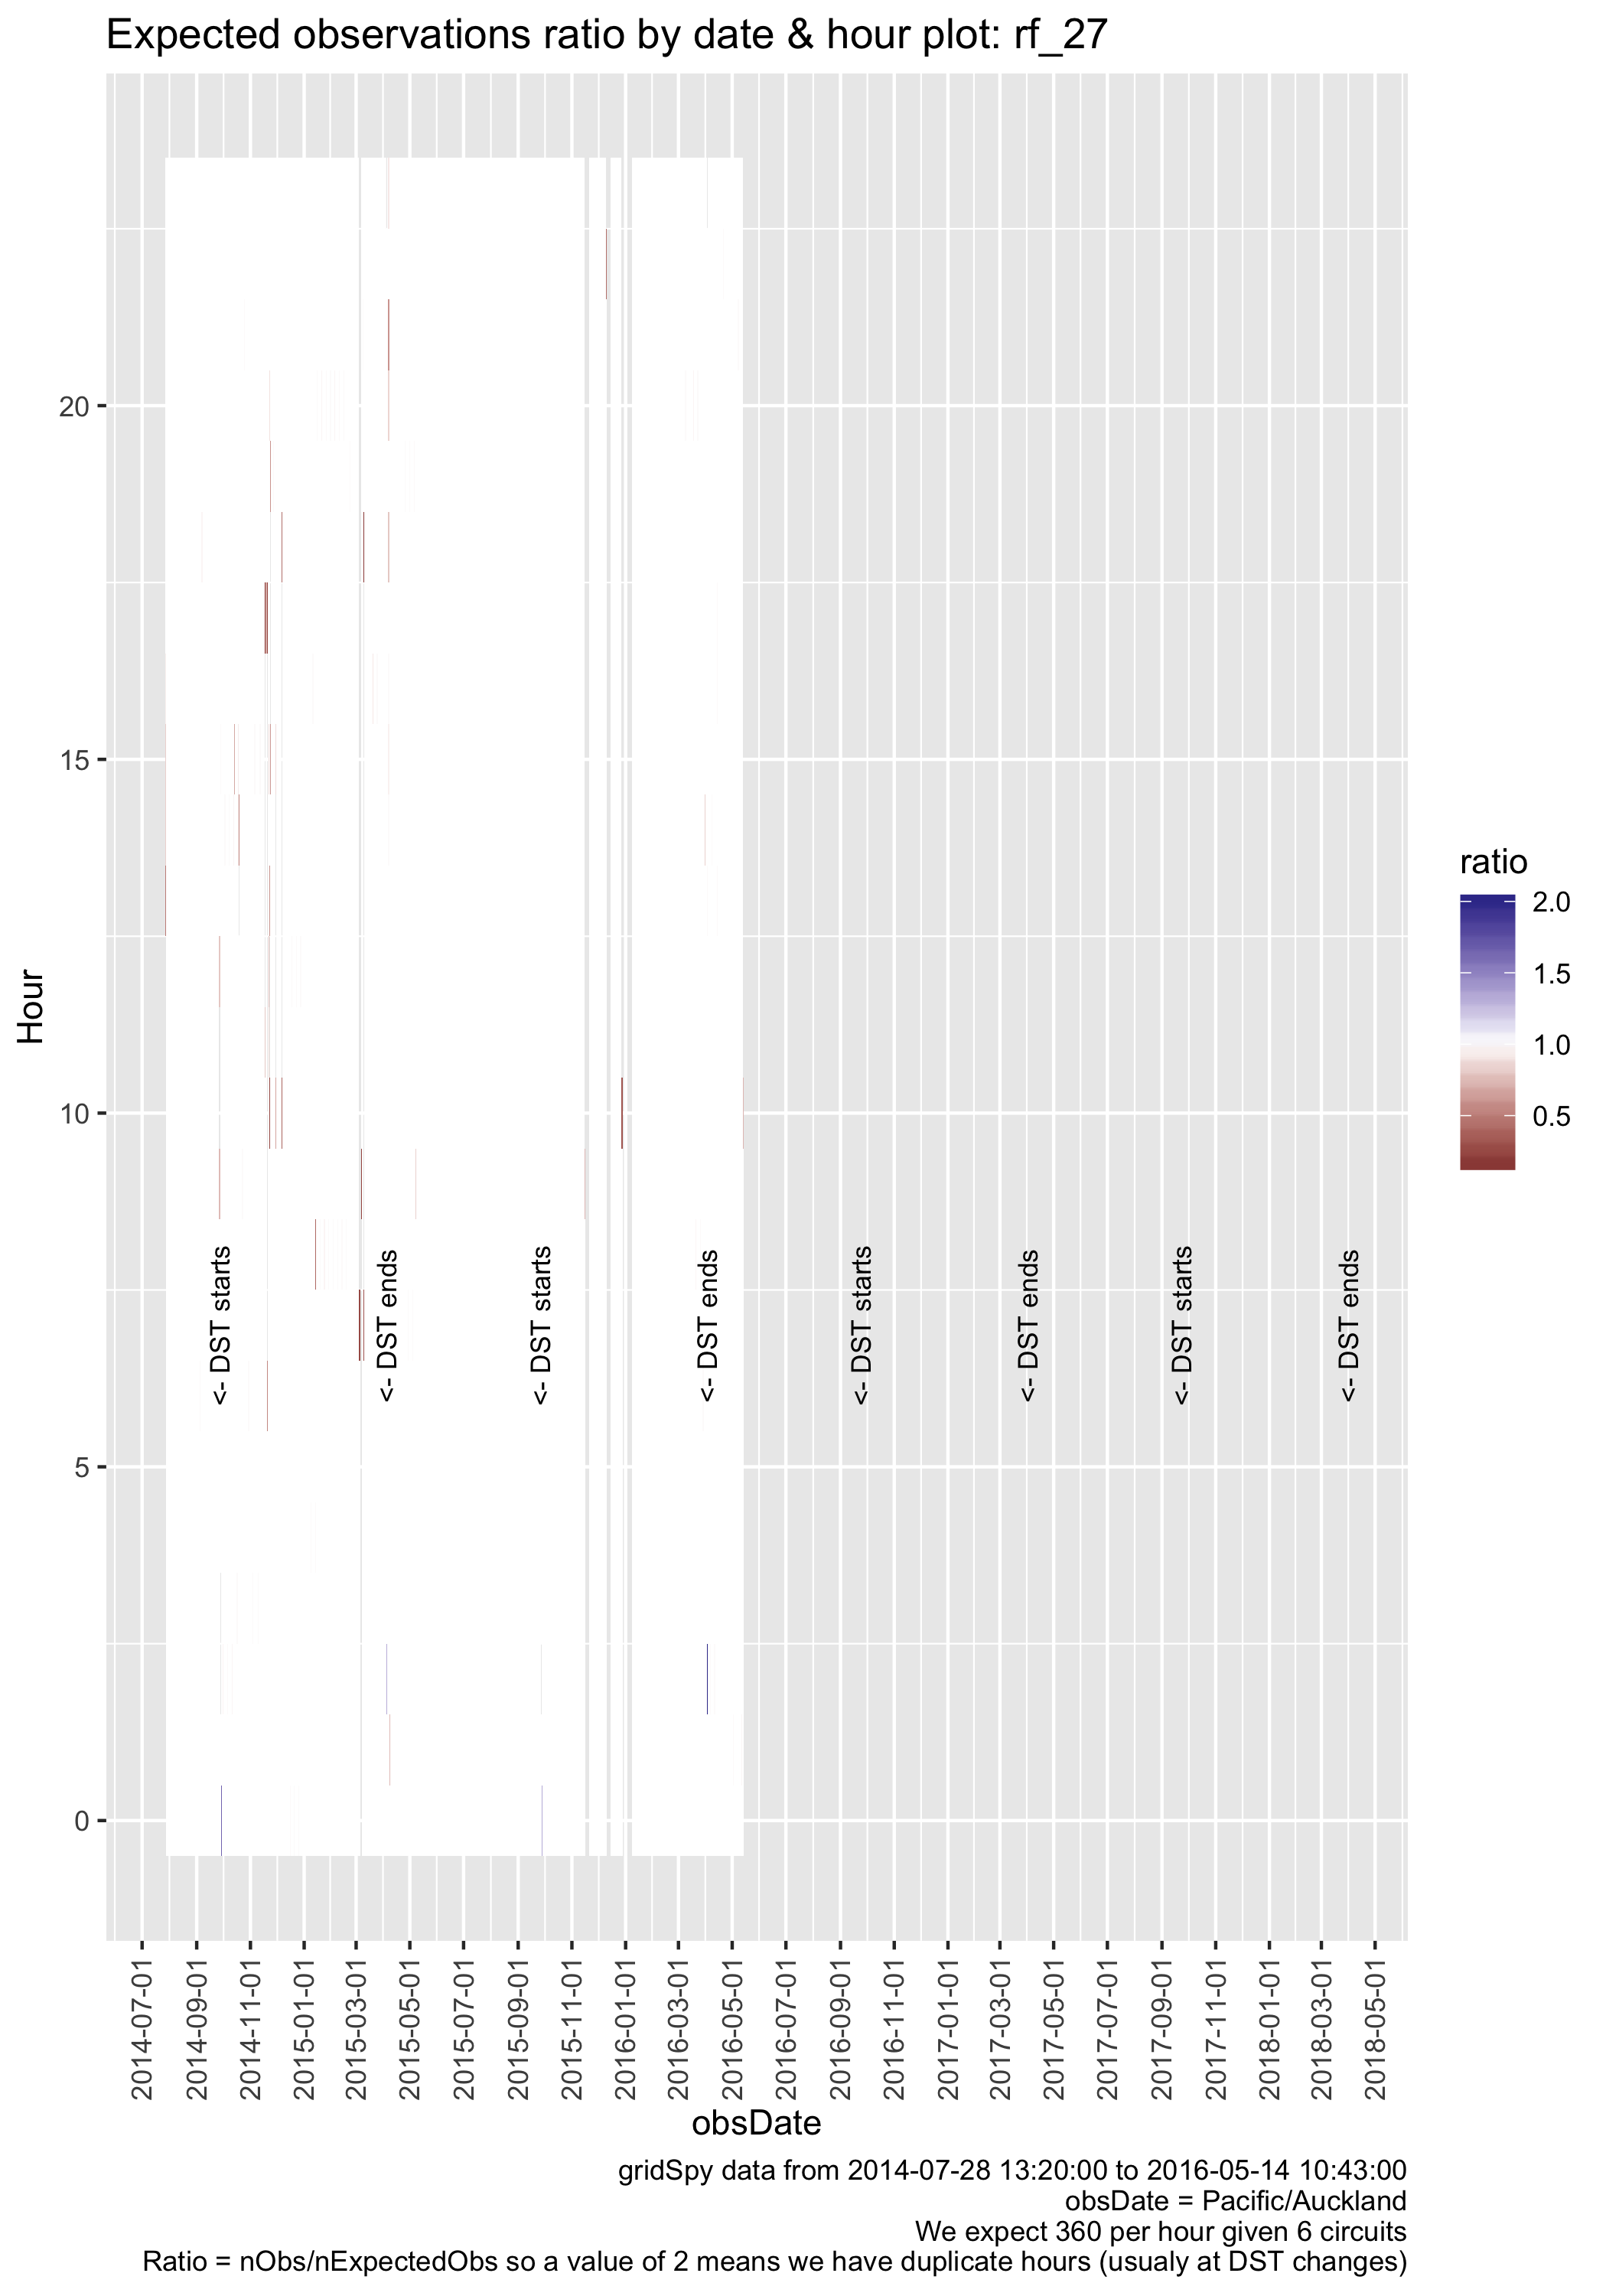 Expected observations ratio by date & hour plot: rf_27
Hour
20
15
10
5
0
<- DST starts
<- DST ends
<- DST starts
<- DST ends
<- DST starts
<- DST ends
<- DST starts
<- DST ends
ratio
2.0
1.5
1.0
0.5
2014-07-01
2014-09-01
2014-11-01
2015-01-01
2015-03-01
2015-05-01
2015-07-01
2015-09-01
2015-11-01
2016-01-01
2016-03-01
2016-05-01
2016-07-01
2016-09-01
2016-11-01
2017-01-01
2017-03-01
2017-05-01
2017-07-01
2017-09-01
2017-11-01
2018-01-01
2018-03-01
2018-05-01
obsDate
gridSpy data from 2014-07-28 13:20:00 to 2016-05-14 10:43:00
obsDate = Pacific/Auckland
We expect 360 per hour given 6 circuits
Ratio = nObs/nExpectedObs so a value of 2 means we have duplicate hours (usualy at DST changes)